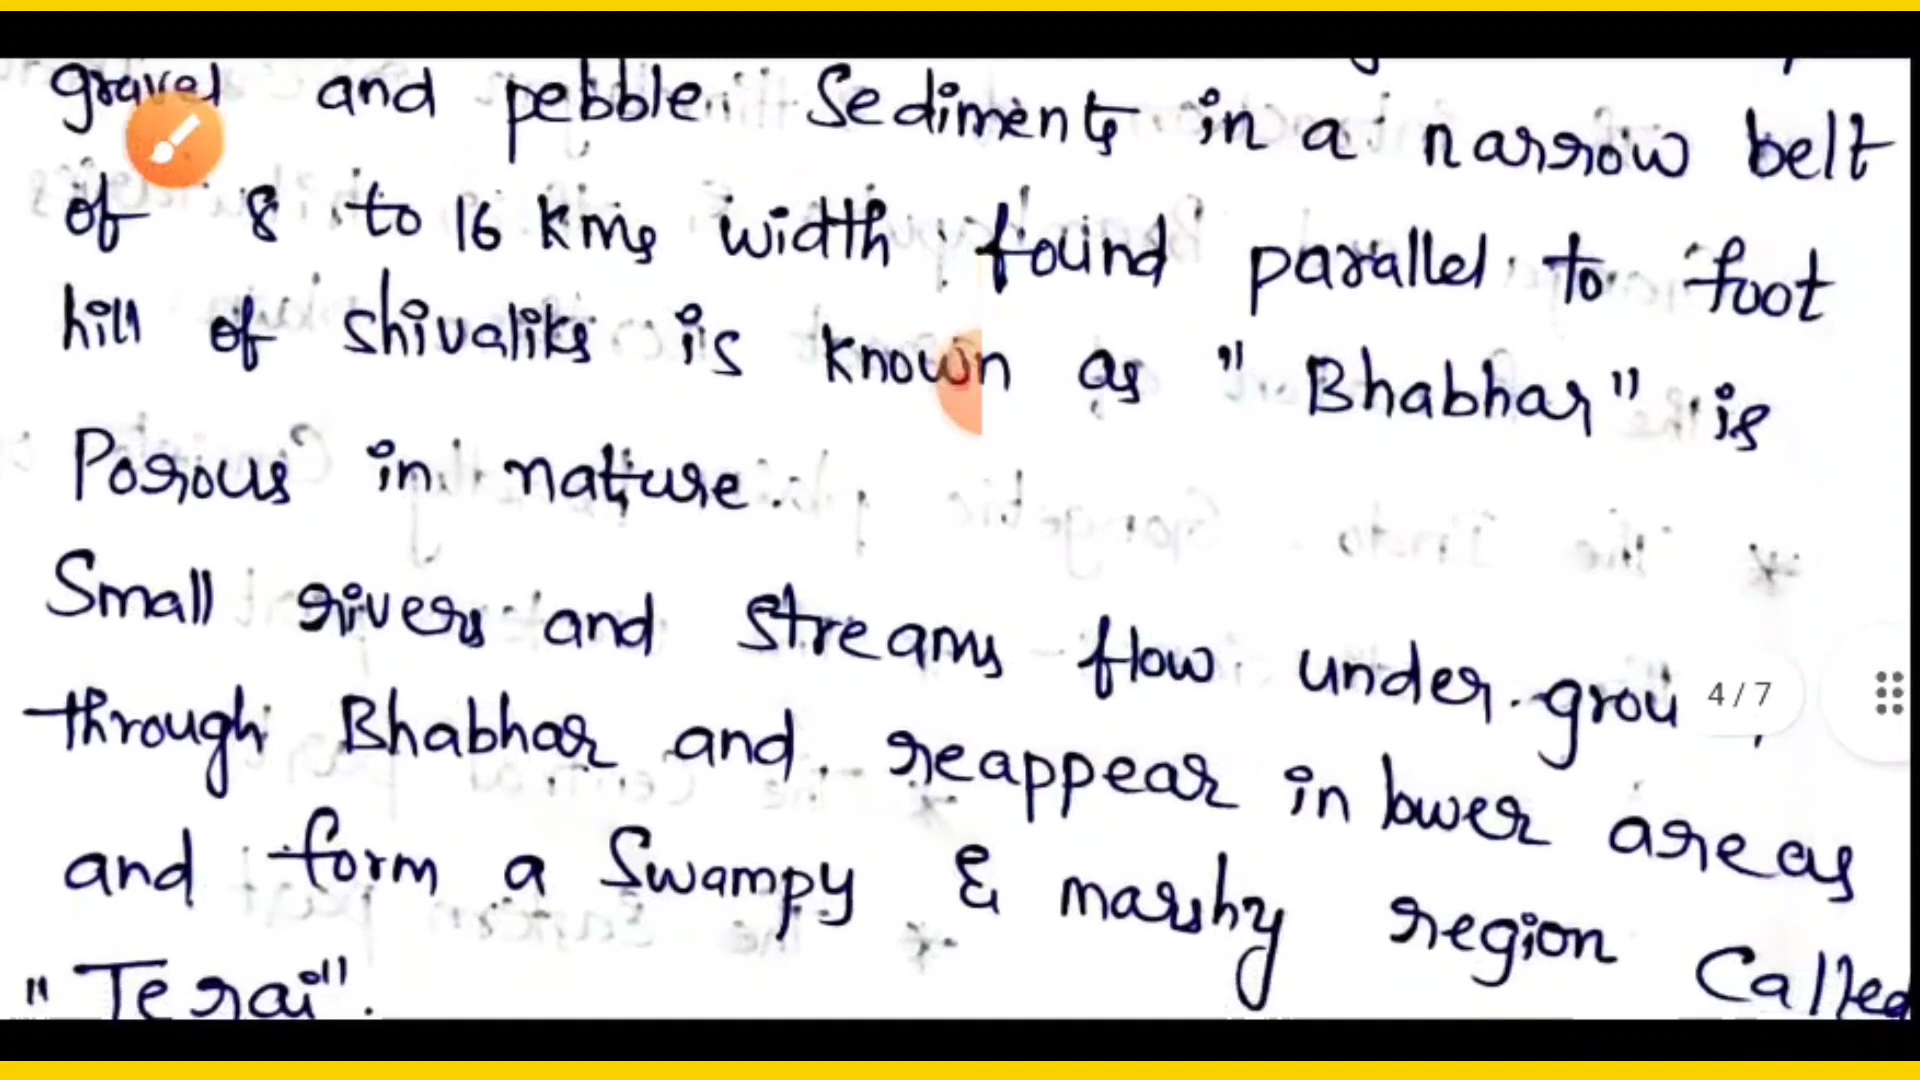 gravel and pebble Sediments in a narrow belt
of 8 to 16 kms width found parallel to foot
hill of shivaliks is known as "Bhabhar" is
Porous in nature.
Small rivers and streams flow under grou
4/7
through Bhabhar and reappear in lower areas
and form a Swampy & marshy region Called
"Terai".